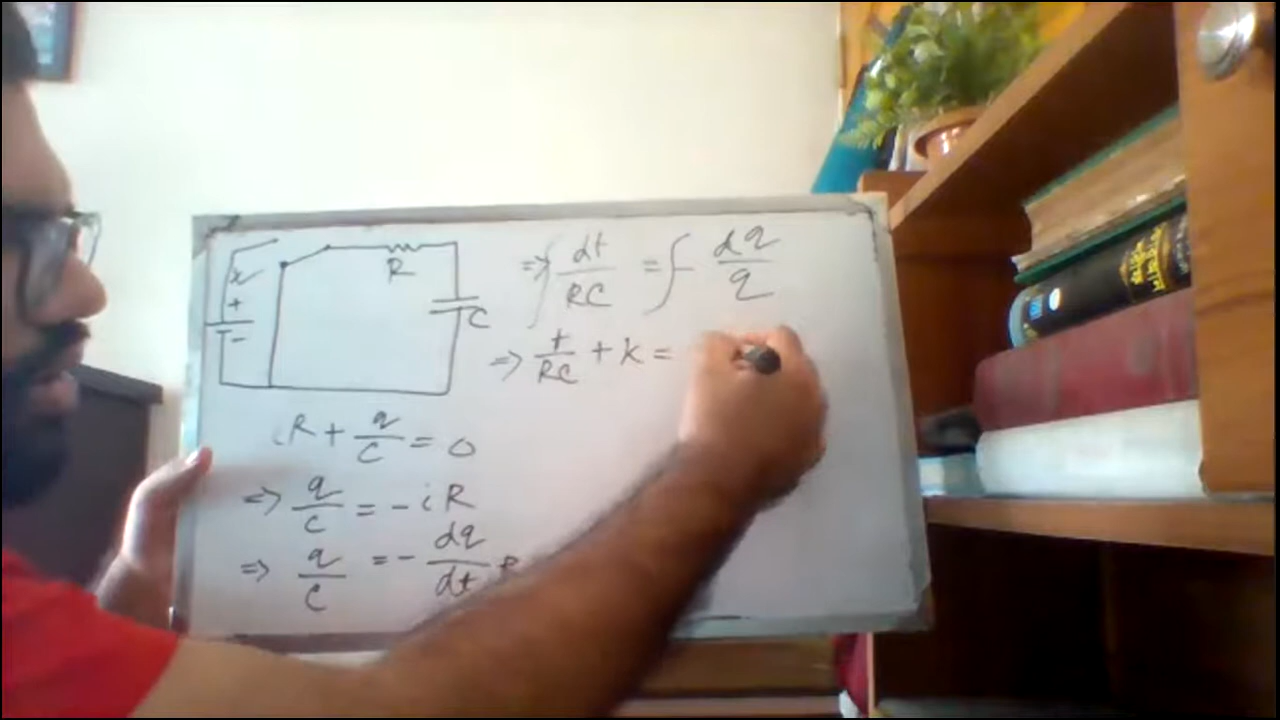 ε
+
-
R
C
iR + q/C = 0
=> q/C = - iR
=> q/C = - dq/dt R
=> ∫ dt/RC = ∫ - dq/q
=> t/RC + k =